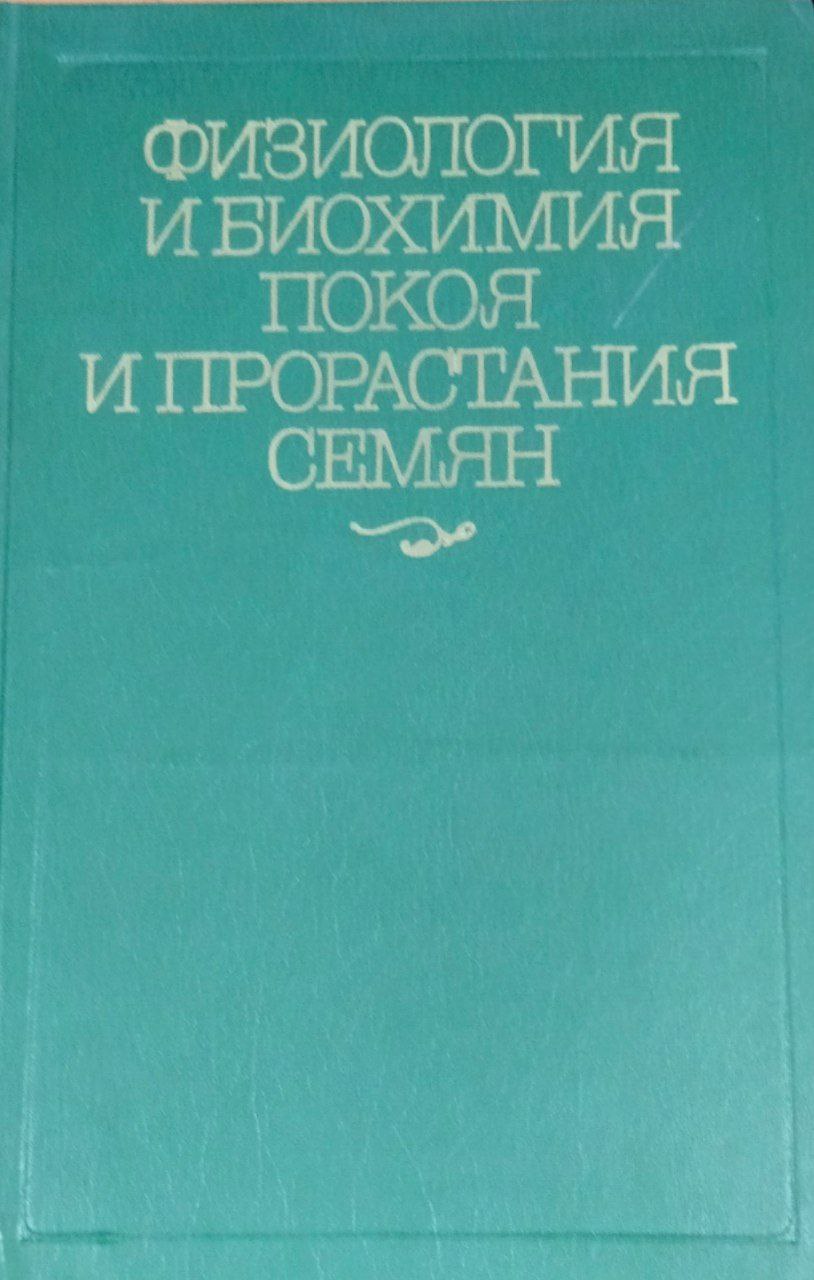 ФИЗИОЛОГИЯ
И БИОХИМИЯ
ПОКОЯ
И ПРОРАСТАНИЯ
СЕМЯН